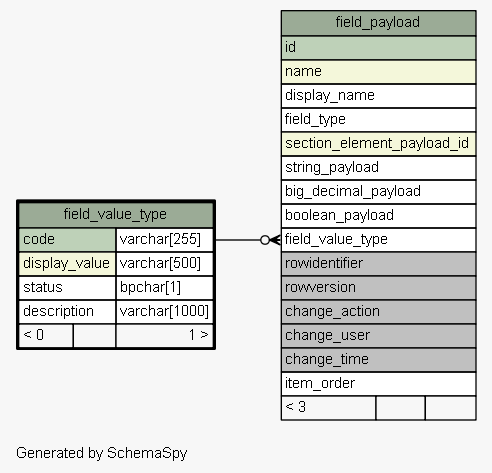 field_payload
id
name
display_name
field_type
section_element_payload_id
string_payload
big_decimal_payload
boolean_payload
field_value_type
rowidentifier
rowversion
change_action
change_user
change_time
item_order
< 3
field_value_type
code varchar[255]
display_value varchar[500]
status bpchar[1]
description varchar[1000]
< 0 1 >
Generated by SchemaSpy